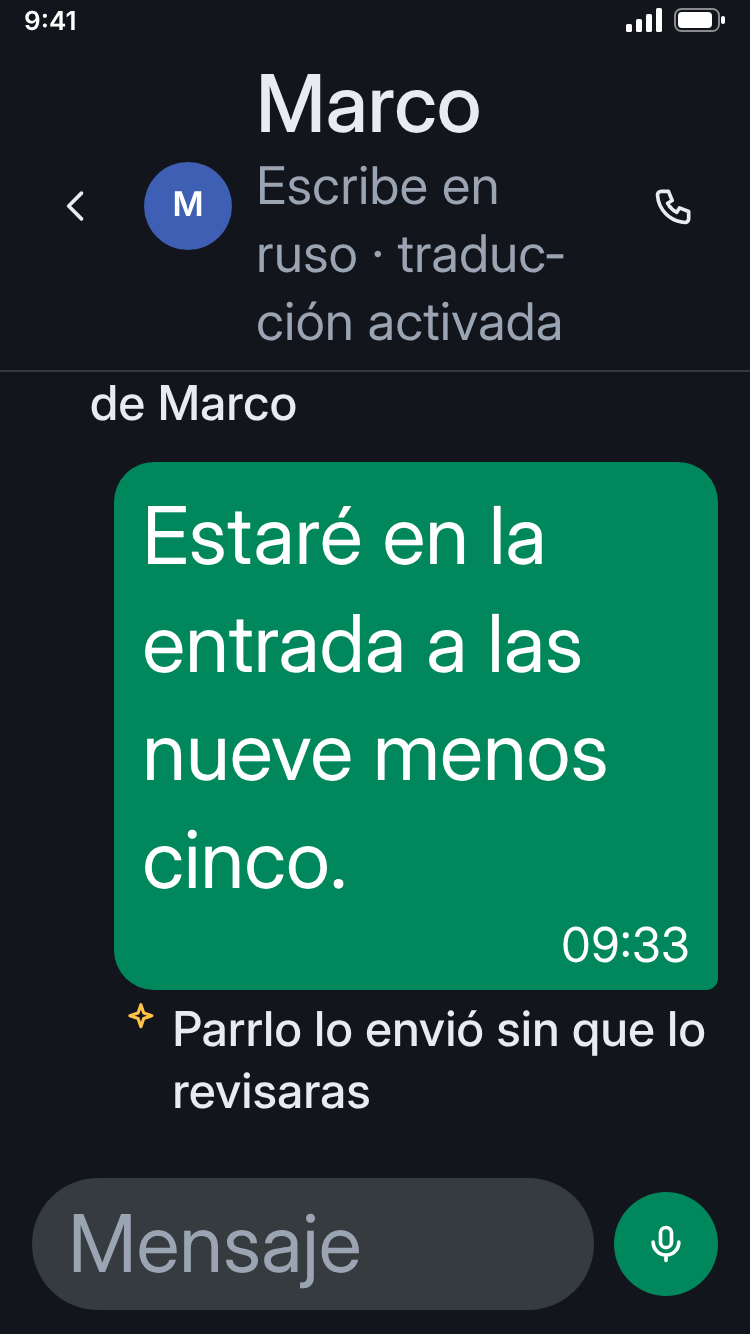 9:41
Marco
M
Escribe en
ruso · traduc-
ción activada
de Marco
Estaré en la
entrada a las
nueve menos
cinco.
09:33
Parrlo lo envió sin que lo
revisaras
Mensaje